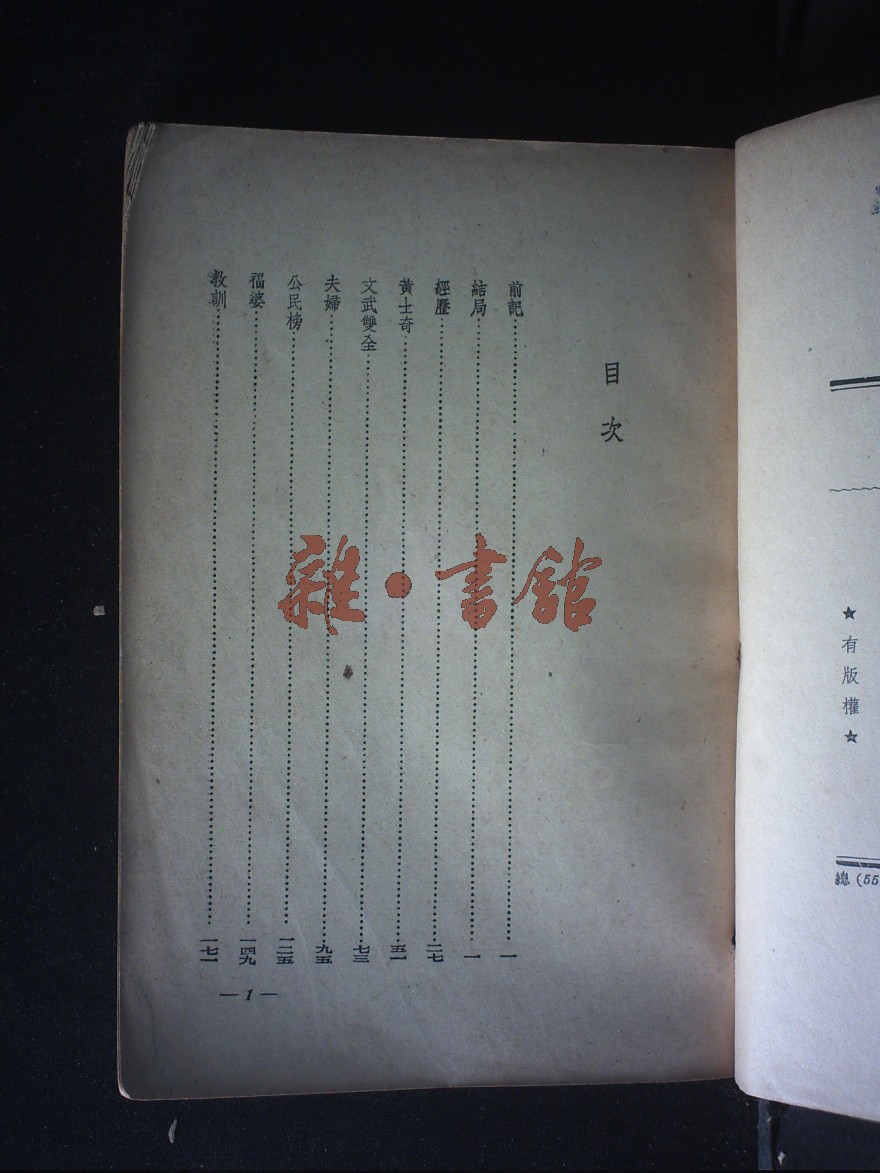 ★有版權★
總(55
目次
前記……一
結局……一
經歷……二七
黃士奇……五一
文武雙全……七三
夫婦……九五
公民榜……一二五
福婆……一四九
教訓……一七一
—1—
雜·書館